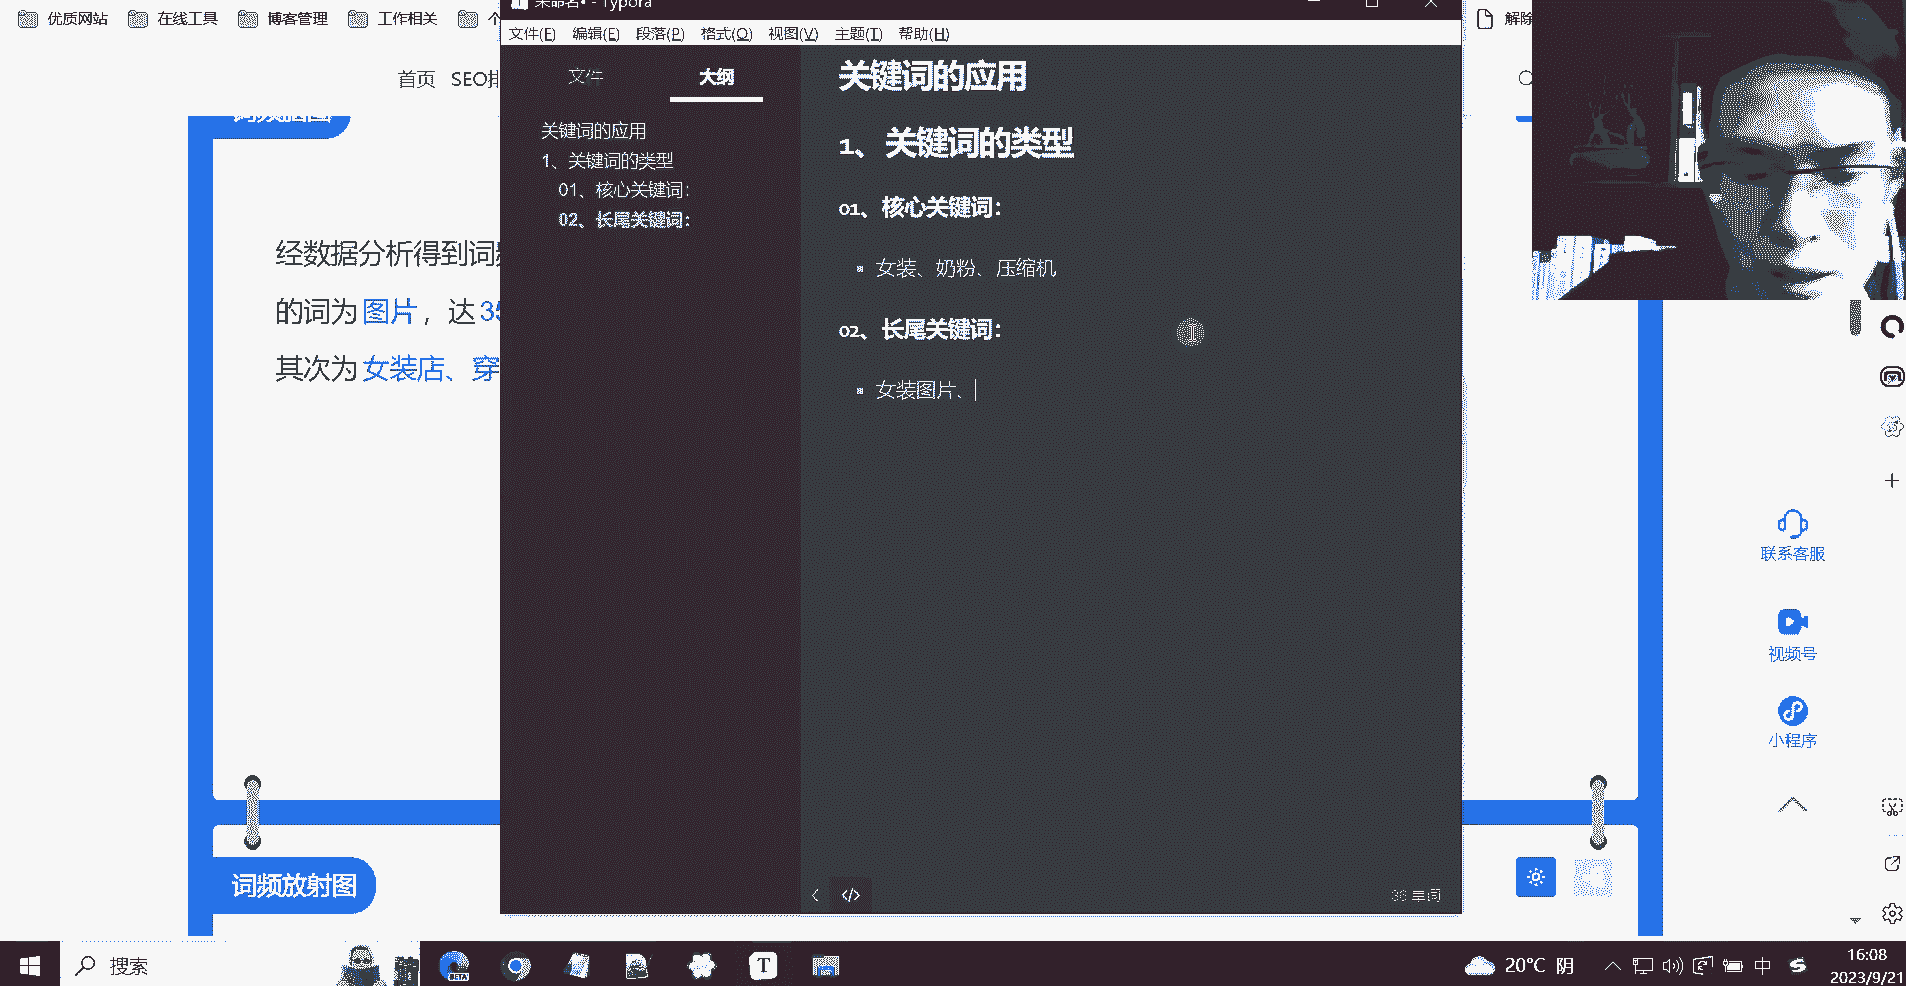 优质网站
在线工具
博客管理
工作相关
个
未命名• - Typora
解除
文件(F) 编辑(E) 段落(P) 格式(O) 视图(V) 主题(T) 帮助(H)
首页 SEO排
文件 大纲
关键词的应用
1、关键词的类型
01、核心关键词：
02、长尾关键词：
关键词的应用
1、关键词的类型
01、核心关键词：
女装、奶粉、压缩机
02、长尾关键词：
女装图片、
经数据分析得到词频
的词为 图片，达 35
其次为 女装店、穿
联系客服
视频号
小程序
词频放射图
36 单词
搜索
BETA
T
20°C 阴
中
16:08
2023/9/21